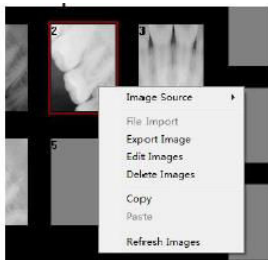 2
3
Image Source
File Import
Export Image
5
Edit Images
Delete Images
Copy
Paste
Refresh Images